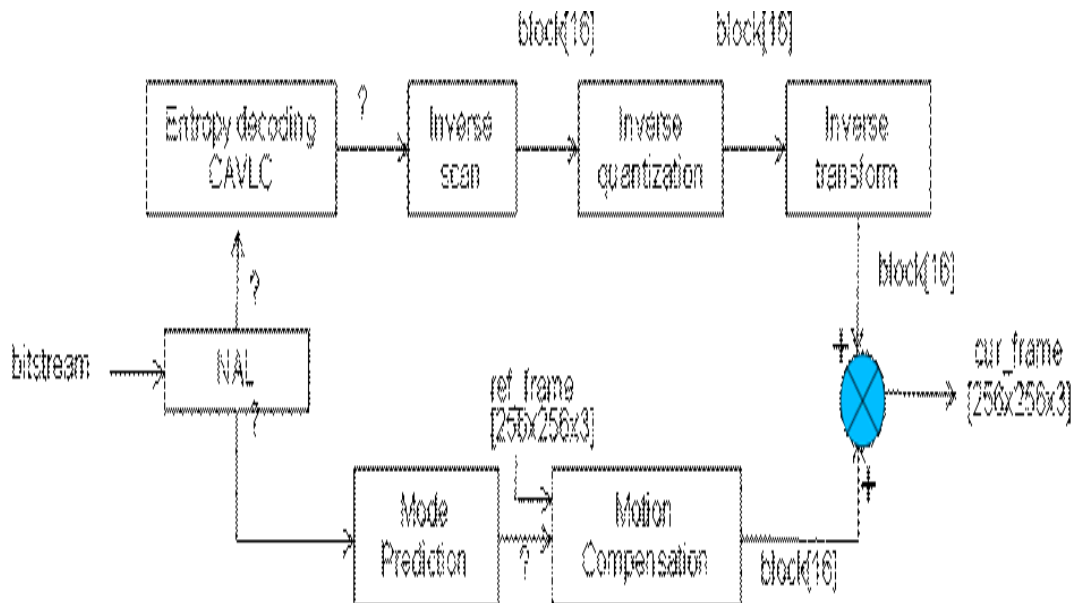 block[16]
block[16]
?
Entropy decoding
CAVLC
Inverse
scan
Inverse
quantization
Inverse
transform
?
block[16]
bitstream
NAL
?
+
cur_frame
[256x256x3]
ref_frame
[256x256x3]
+
Mode
Prediction
?
Motion
Compensation
block[16]